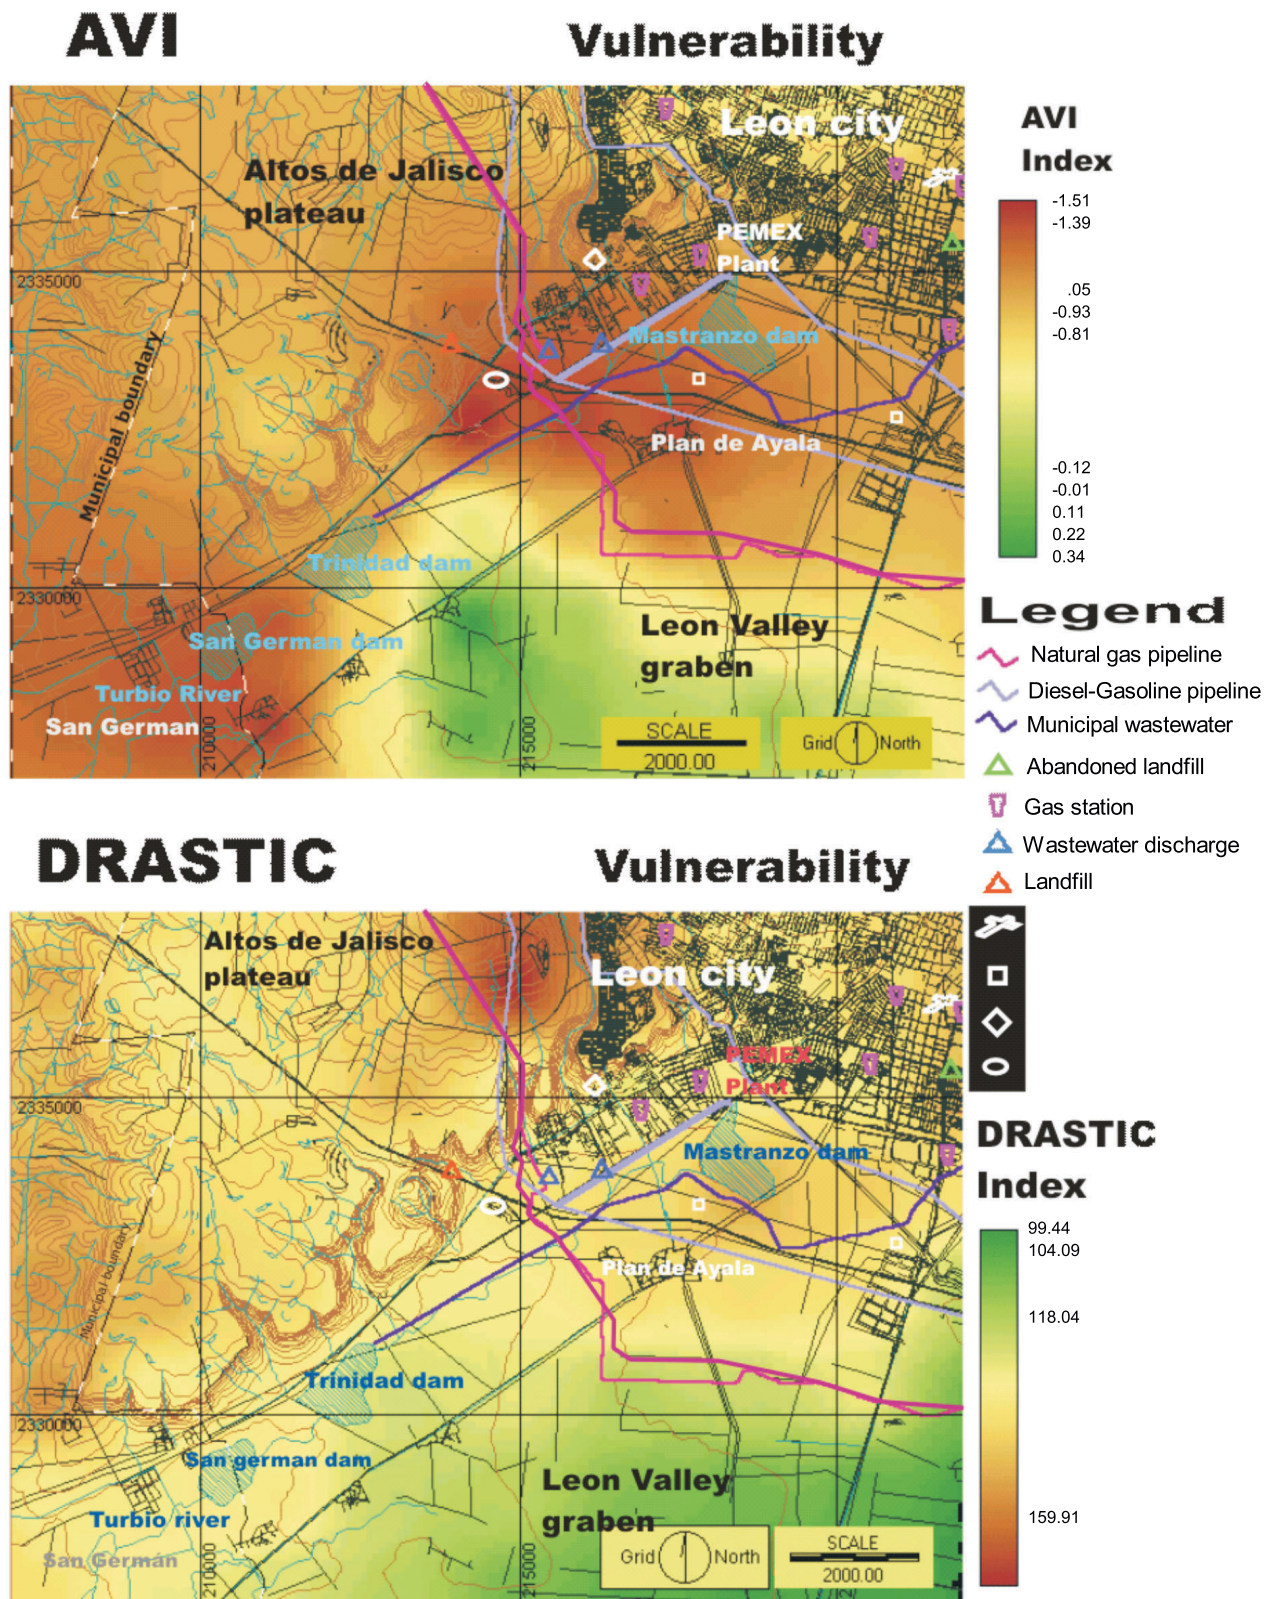 AVI
Vulnerability
Leon city
Altos de Jalisco
plateau
PEMEX
Plant
2335000
Mastranzo dam
Municipal boundary
Plan de Ayala
Trinidad dam
2330000
San German dam
Leon Valley
graben
Turbio River
San German
210000
215000
SCALE
2000.00
Grid
North
AVI
Index
-1.51
-1.39
.05
-0.93
-0.81
-0.12
-0.01
0.11
0.22
0.34
Legend
Natural gas pipeline
Diesel-Gasoline pipeline
Municipal wastewater
Abandoned landfill
Gas station
Wastewater discharge
Landfill
DRASTIC
Vulnerability
Altos de Jalisco
plateau
Leon city
PEMEX
Plant
2335000
Mastranzo dam
Municipal boundary
Plan de Ayala
Trinidad dam
2330000
San german dam
Leon Valley
graben
Turbio river
San Germán
210000
215000
Grid
North
SCALE
2000.00
DRASTIC
Index
99.44
104.09
118.04
159.91